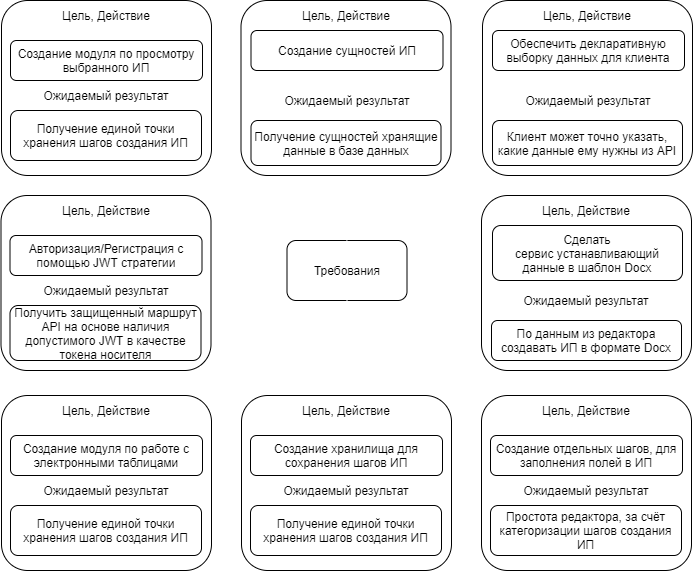 Цель, Действие
Создание модуля по просмотру
выбранного ИП
Ожидаемый результат
Получение единой точки
хранения шагов создания ИП
Цель, Действие
Создание сущностей ИП
Ожидаемый результат
Получение сущностей хранящие
данные в базе данных
Цель, Действие
Обеспечить декларативную
выборку данных для клиента
Ожидаемый результат
Клиент может точно указать,
какие данные ему нужны из API
Цель, Действие
Авторизация/Регистрация с
помощью JWT стратегии
Ожидаемый результат
Получить защищенный маршрут
API на основе наличия
допустимого JWT в качестве
токена носителя
Требования
Цель, Действие
Сделать
сервис устанавливающий
данные в шаблон Docx
Ожидаемый результат
По данным из редактора
создавать ИП в формате Docx
Цель, Действие
Создание модуля по работе с
электронными таблицами
Ожидаемый результат
Получение единой точки
хранения шагов создания ИП
Цель, Действие
Создание хранилища для
сохранения шагов ИП
Ожидаемый результат
Получение единой точки
хранения шагов создания ИП
Цель, Действие
Создание отдельных шагов, для
заполнения полей в ИП
Ожидаемый результат
Простота редактора, за счёт
категоризации шагов создания
ИП